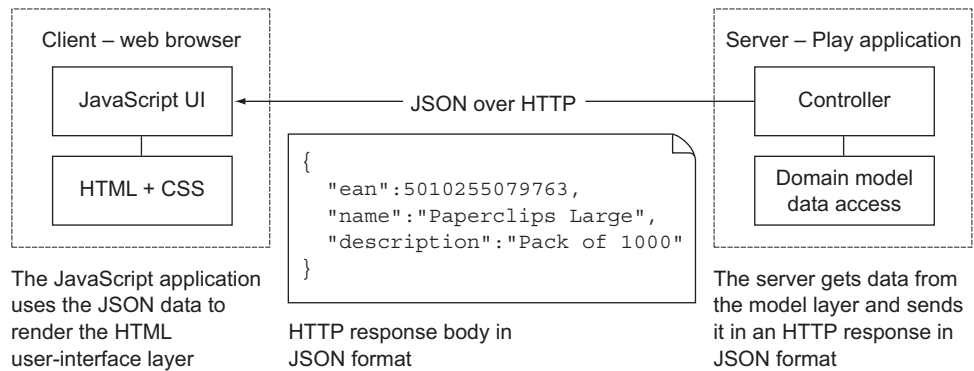 Client – web browser
JavaScript UI
HTML + CSS
The JavaScript application
uses the JSON data to
render the HTML
user-interface layer
JSON over HTTP
{
"ean":5010255079763,
"name":"Paperclips Large",
"description":"Pack of 1000"
}
HTTP response body in
JSON format
Server – Play application
Controller
Domain model
data access
The server gets data from
the model layer and sends
it in an HTTP response in
JSON format